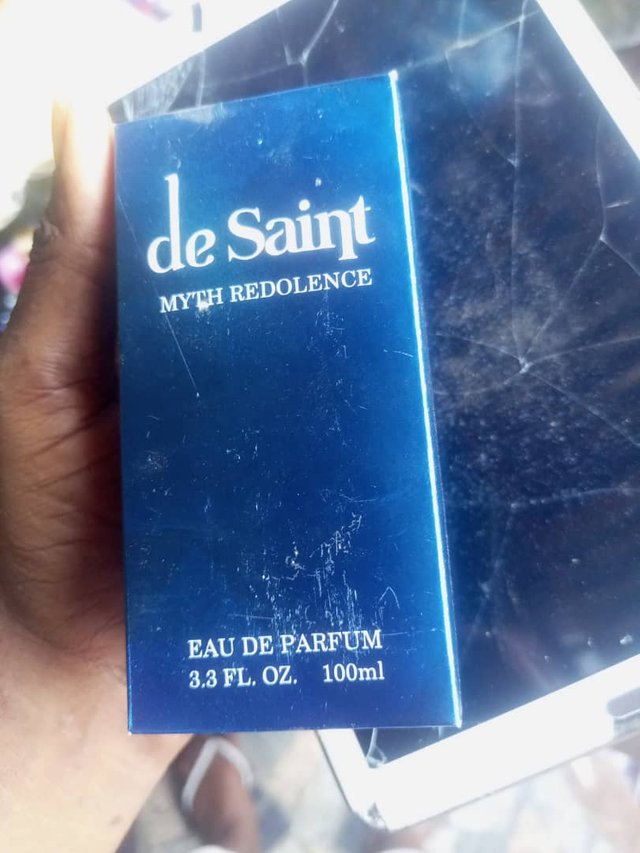 de Saint
MYTH REDOLENCE
EAU DE PARFUM
3.3 FL. OZ. 100ml